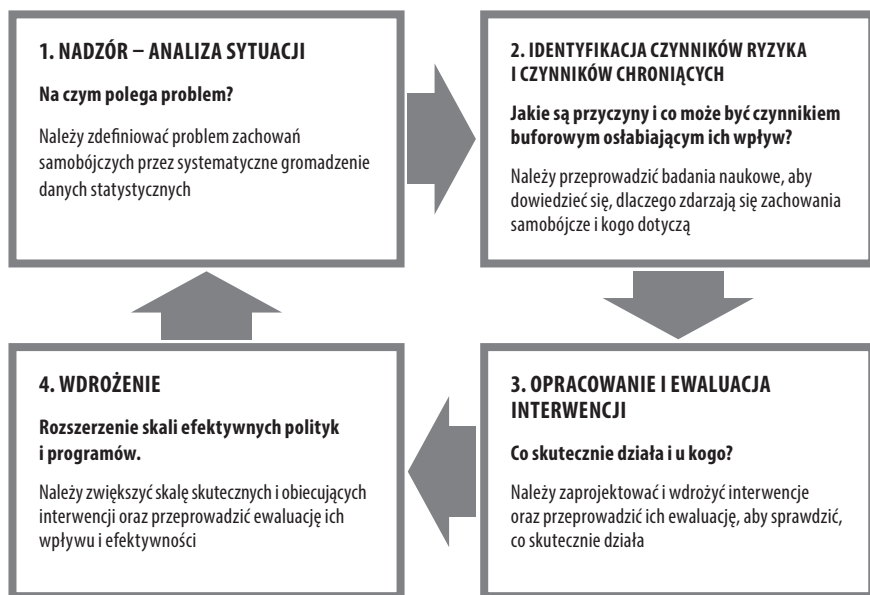 1. NADZÓR – ANALIZA SYTUACJI
Na czym polega problem?
Należy zdefiniować problem zachowań
samobójczych przez systematyczne gromadzenie
danych statystycznych
2. IDENTYFIKACJA CZYNNIKÓW RYZYKA
I CZYNNIKÓW CHRONIĄCYCH
Jakie są przyczyny i co może być czynnikiem
buforowym osłabiającym ich wpływ?
Należy przeprowadzić badania naukowe, aby
dowiedzieć się, dlaczego zdarzają się zachowania
samobójcze i kogo dotyczą
3. OPRACOWANIE I EWALUACJA
INTERWENCJI
Co skutecznie działa i u kogo?
Należy zaprojektować i wdrożyć interwencje
oraz przeprowadzić ich ewaluację, aby sprawdzić,
co skutecznie działa
4. WDROŻENIE
Rozszerzenie skali efektywnych polityk
i programów.
Należy zwiększyć skalę skutecznych i obiecujących
interwencji oraz przeprowadzić ewaluację ich
wpływu i efektywności